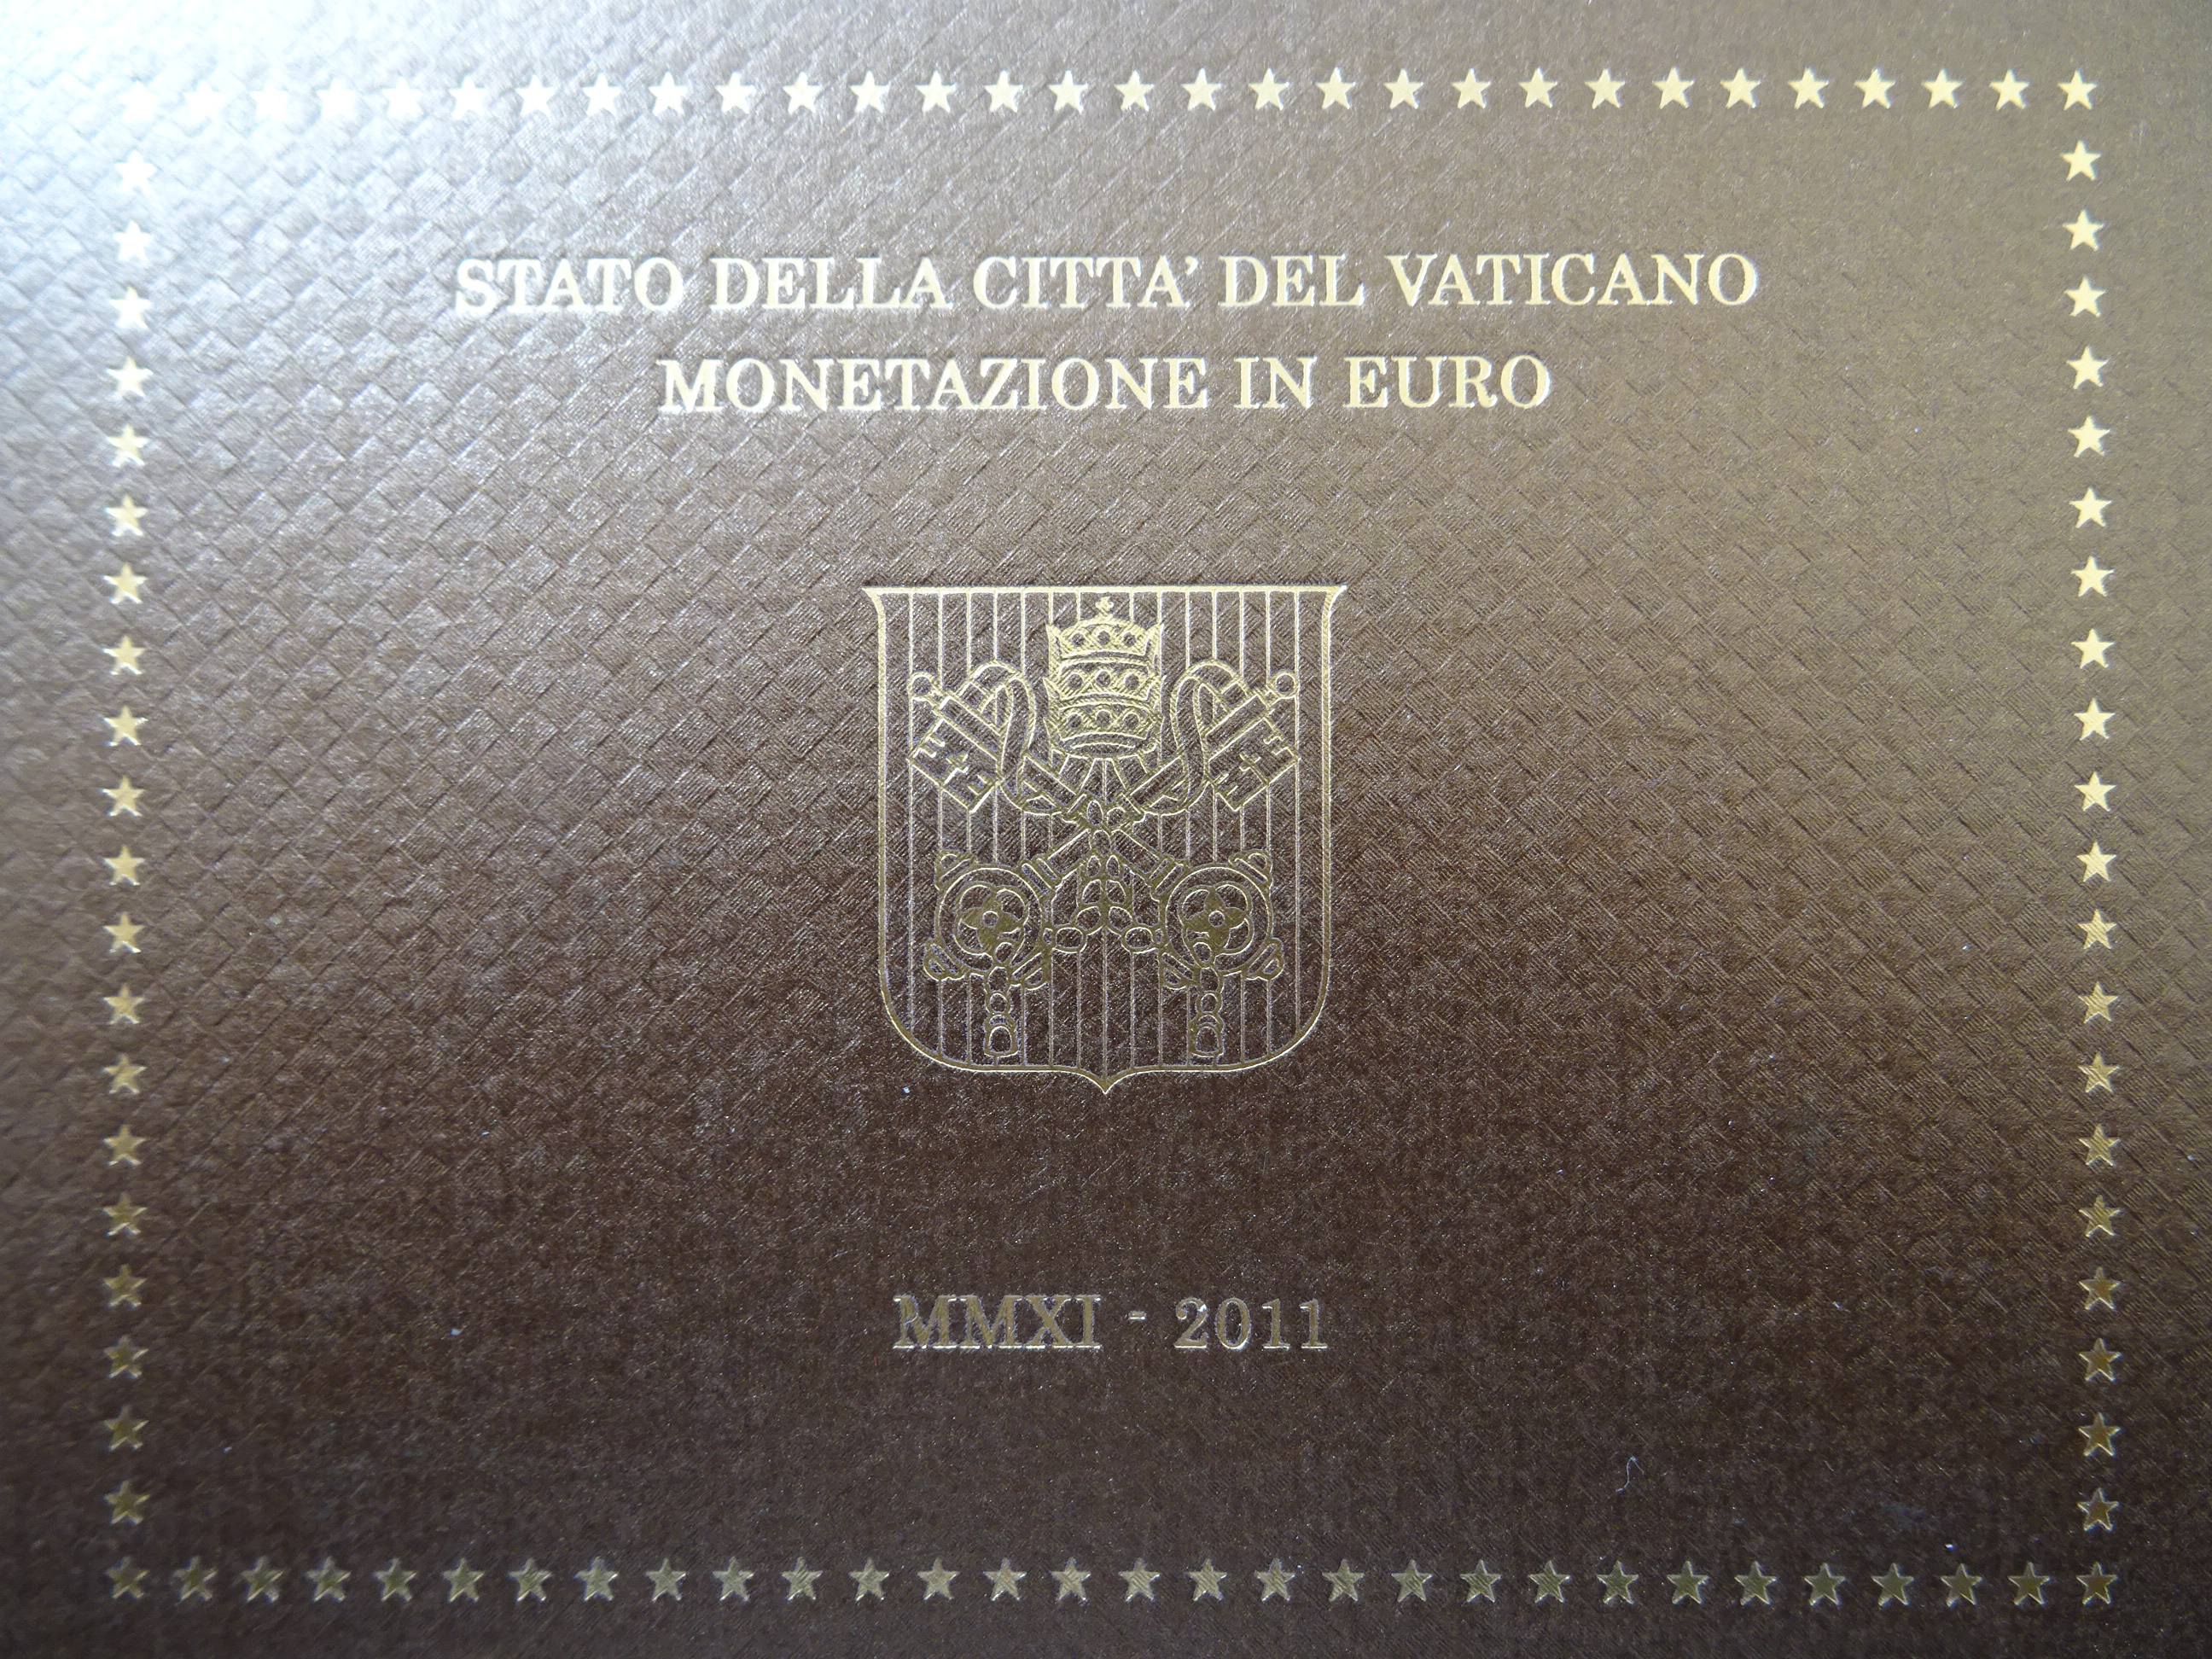 STATO DELLA CITTA’ DEL VATICANO
MONETAZIONE IN EURO
MMXI - 2011